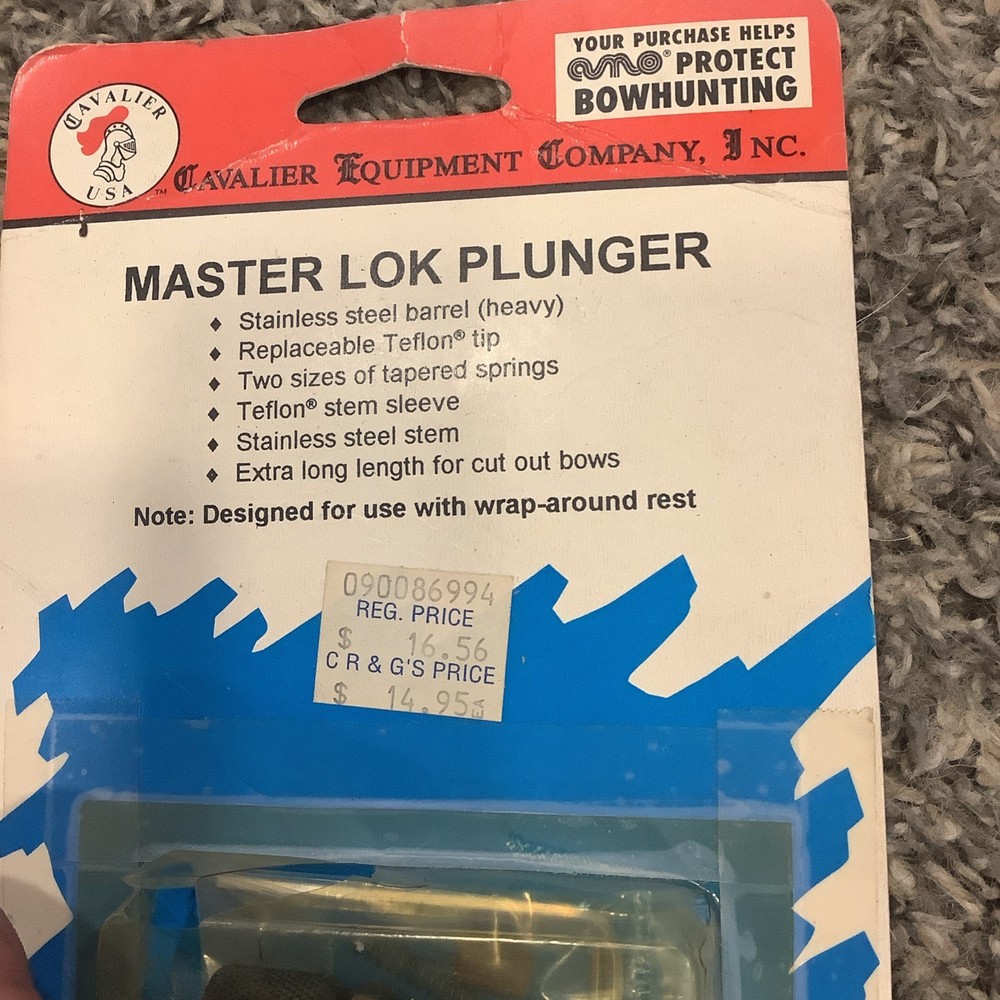 YOUR PURCHASE HELPS
amo® PROTECT
BOWHUNTING
CAVALIER
USA
™ CAVALIER EQUIPMENT COMPANY, INC.
MASTER LOK PLUNGER
♦ Stainless steel barrel (heavy)
♦ Replaceable Teflon® tip
♦ Two sizes of tapered springs
♦ Teflon® stem sleeve
♦ Stainless steel stem
♦ Extra long length for cut out bows
Note: Designed for use with wrap-around rest
090086994
REG. PRICE
$ 16.56
C R & G'S PRICE
$ 14.95 EA